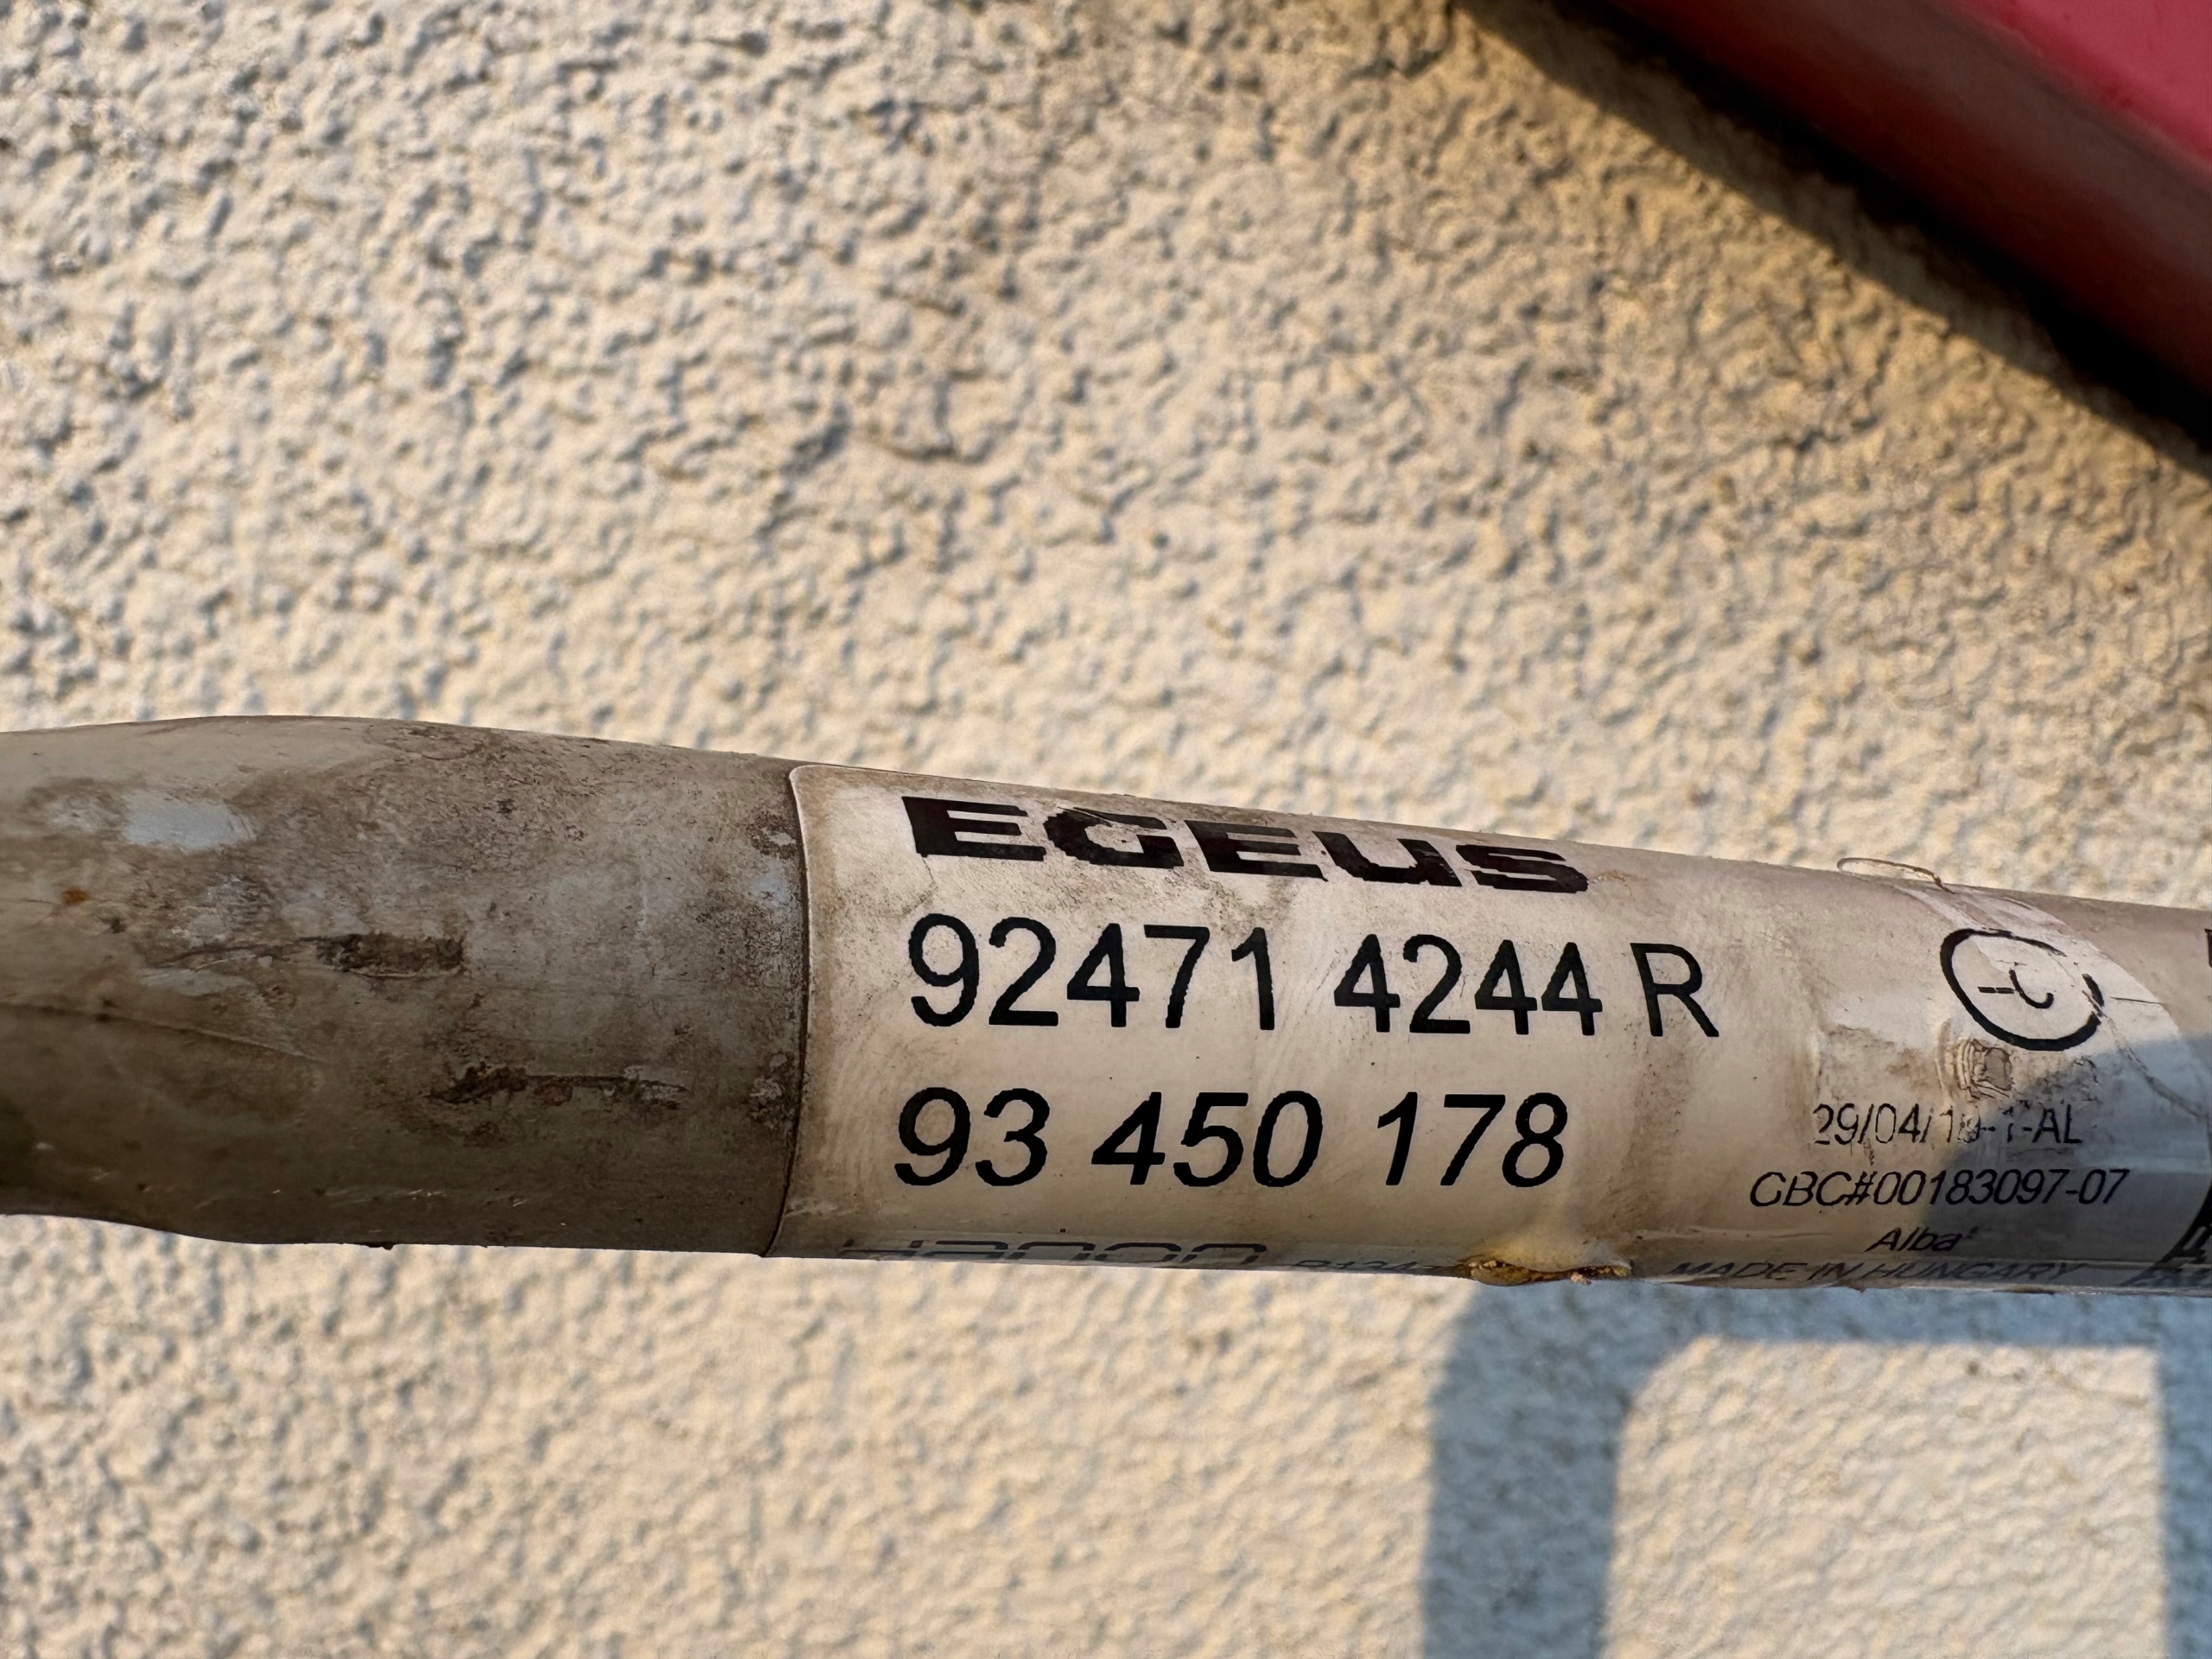 EGEUS
92471 4244 R
93 450 178
CBC#00183097-07
Alba
MADE IN HUNGARY